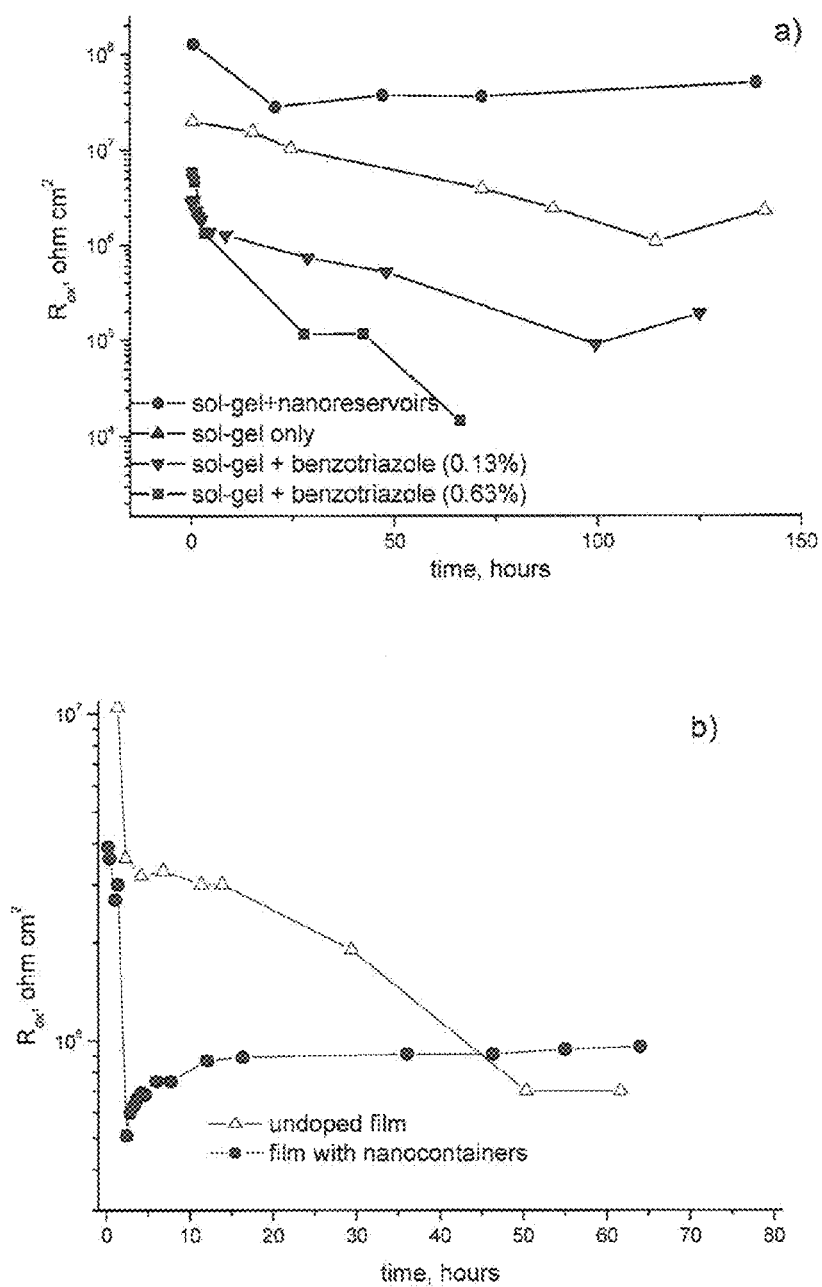 a)
10⁸
10⁷
10⁶
10⁵
10⁴
Rox, ohm cm²
sol-gel+nanoreservoirs
sol-gel only
sol-gel + benzotriazole (0.13%)
sol-gel + benzotriazole (0.63%)
0 50 100 150
time, hours
b)
10⁷
10⁶
Rox, ohm cm²
undoped film
film with nanocontainers
0 10 20 30 40 50 60 70 80
time, hours